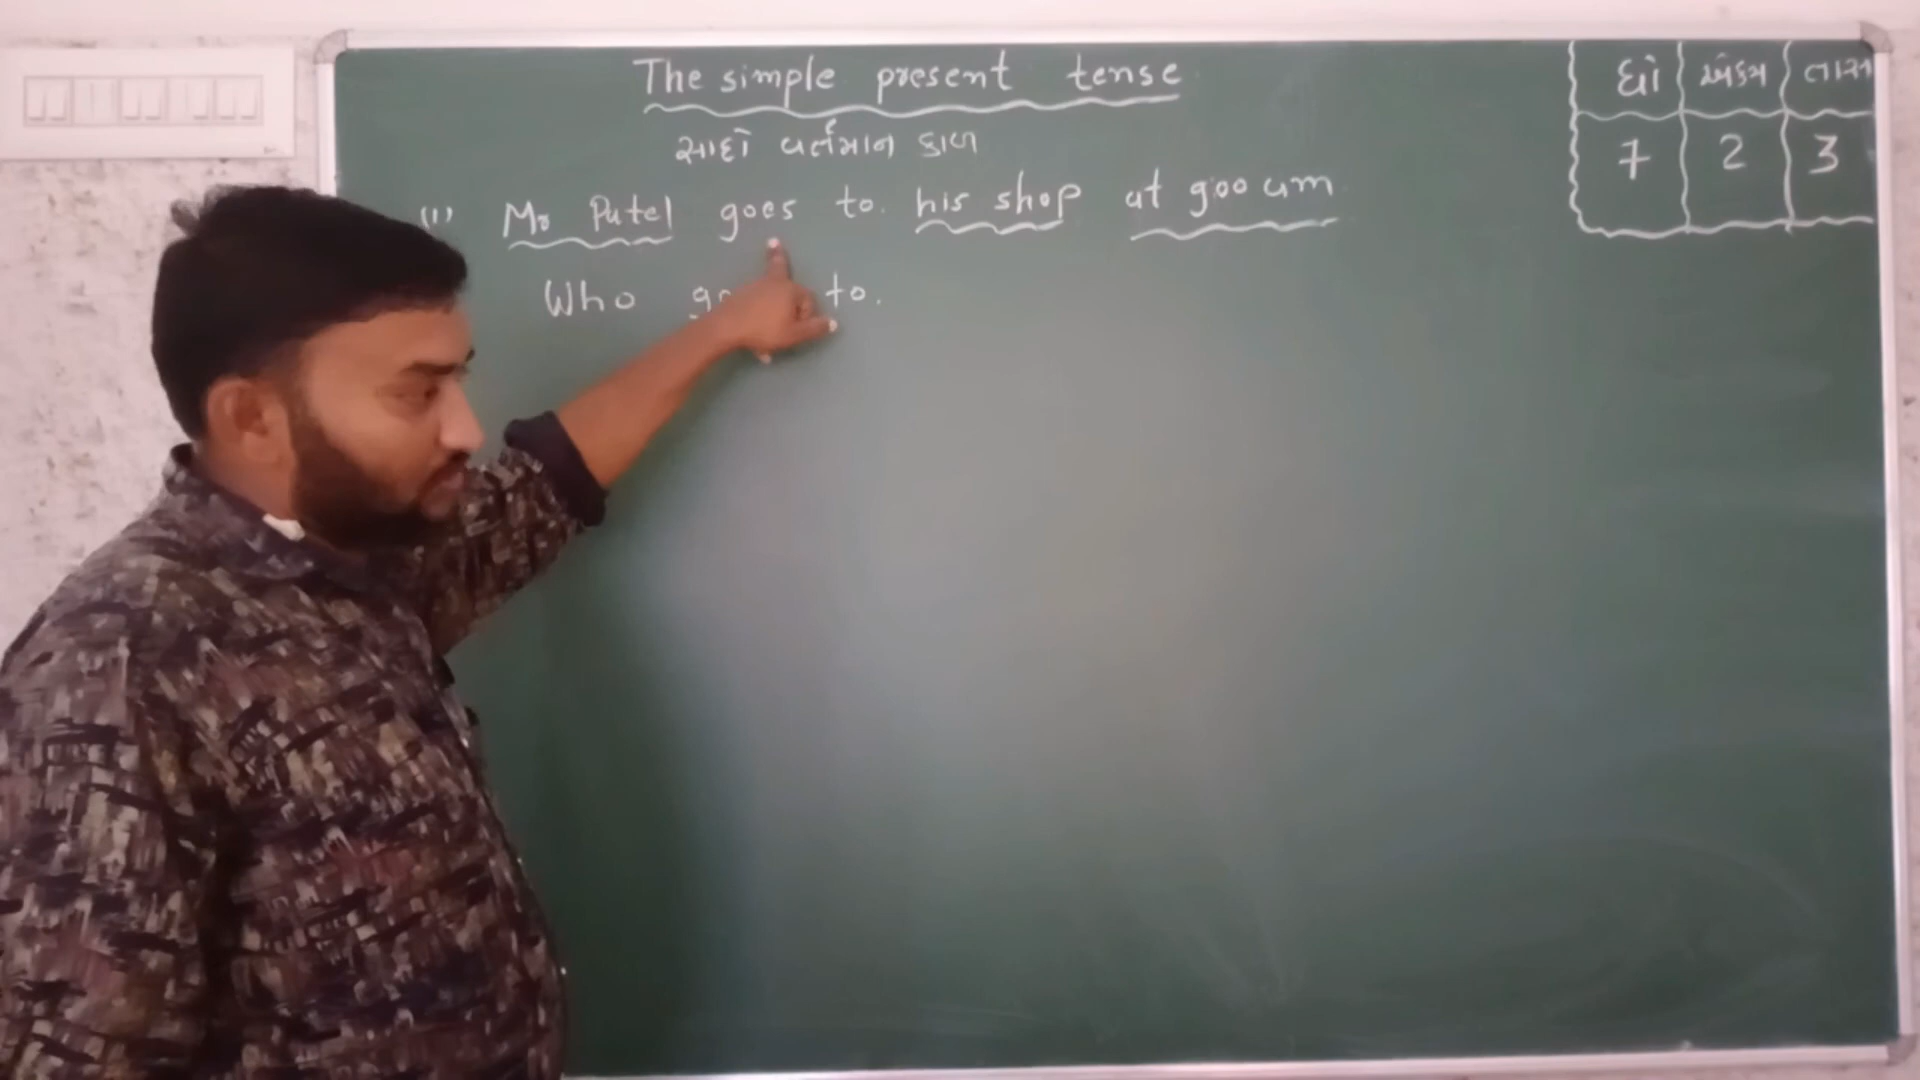 The simple present tense
સાદો વર્તમાન કાળ
(1) Mr Patel goes to his shop at 9:00 am
Who to.
ધો એકમ તાસ
7 2 3